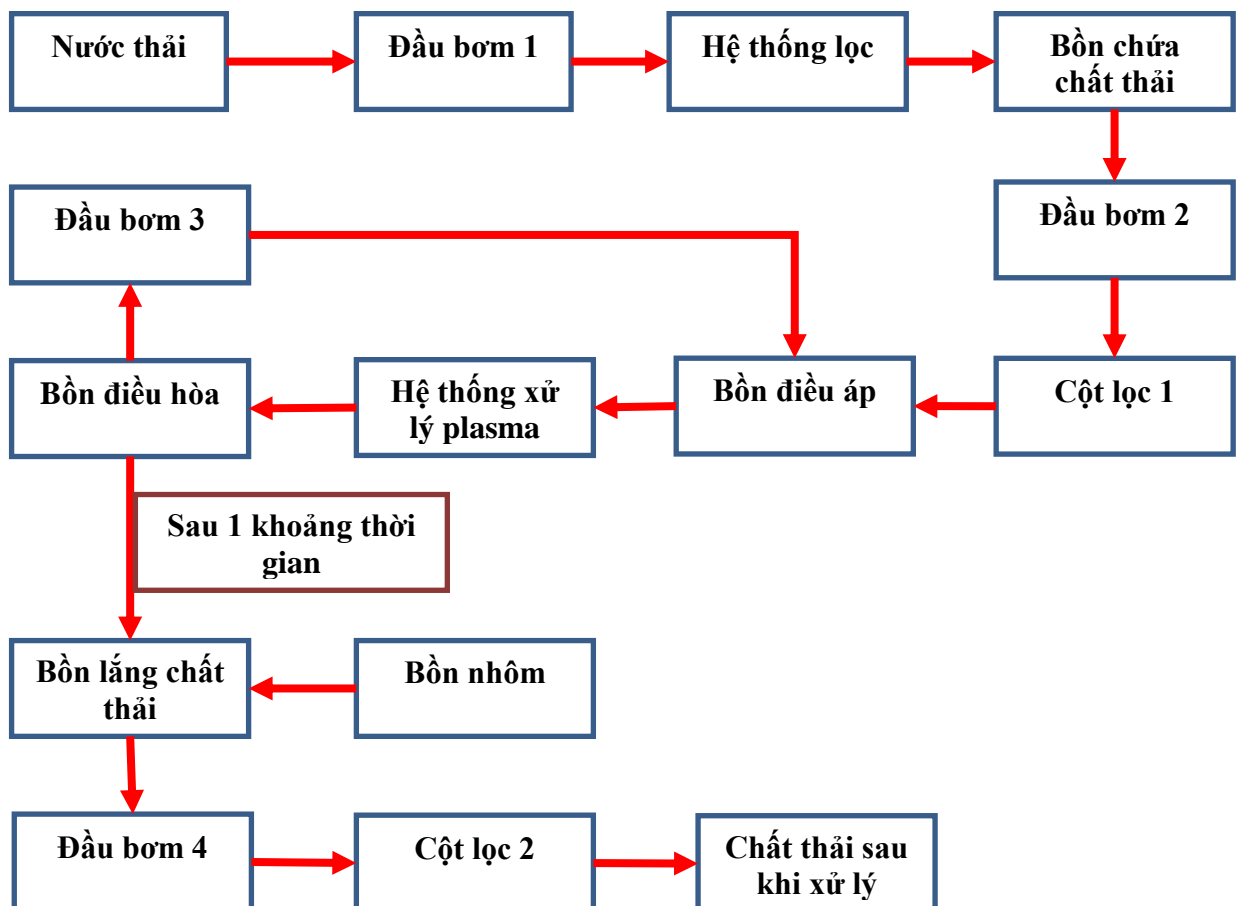 Nước thải
Đầu bơm 1
Hệ thống lọc
Bồn chứa
chất thải
Đầu bơm 3
Đầu bơm 2
Bồn điều hòa
Hệ thống xử
lý plasma
Bồn điều áp
Cột lọc 1
Sau 1 khoảng thời
gian
Bồn lắng chất
thải
Bồn nhôm
Đầu bơm 4
Cột lọc 2
Chất thải sau
khi xử lý